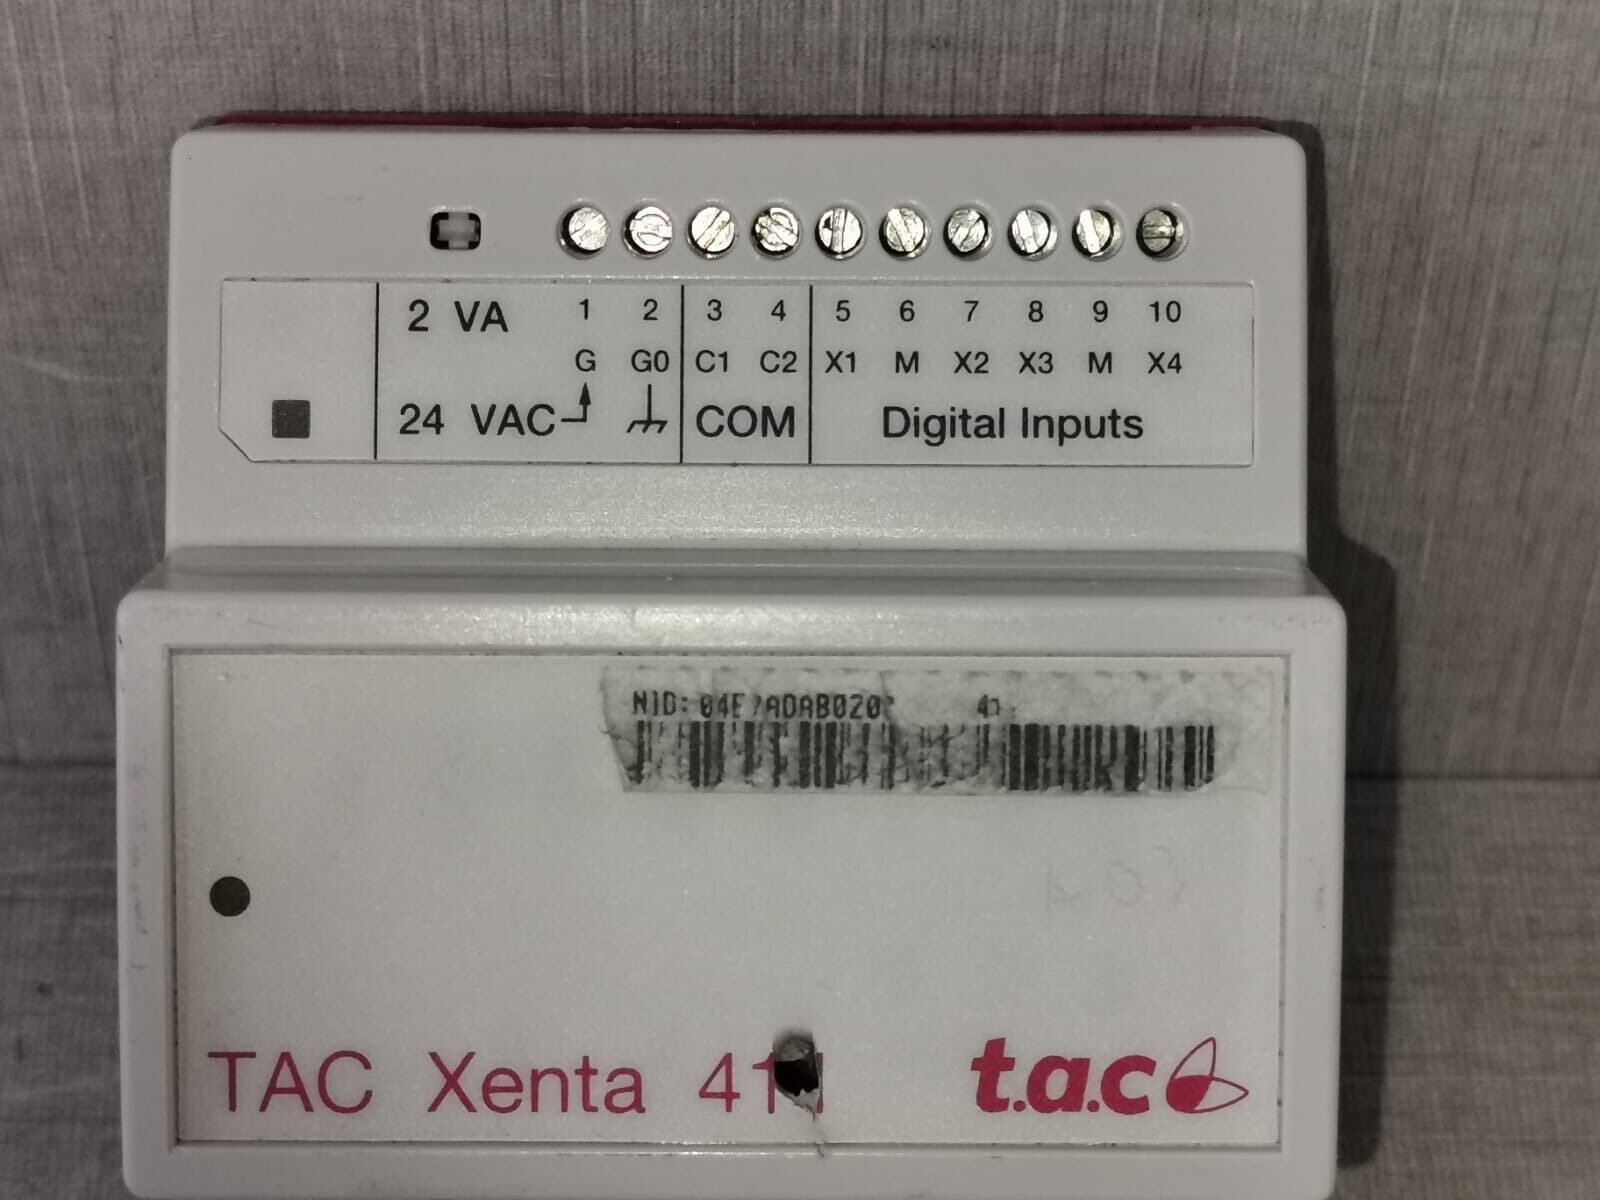 2 VA 1 2 3 4 5 6 7 8 9 10
G G0 C1 C2 X1 M X2 X3 M X4
24 VAC COM Digital Inputs
NID:
TAC Xenta 411
t.a.c